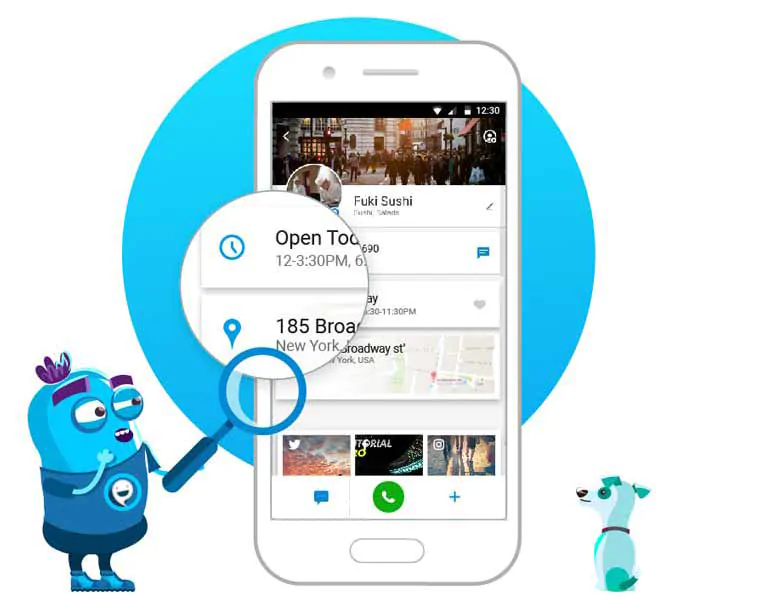 12:30
Fuki Sushi
Sushi, Salads
690
Open Tod
12-3:30PM, 6:
ay
:30-11:30PM
185 Broa
New York,
Broadway st'
York, USA
TORIAL